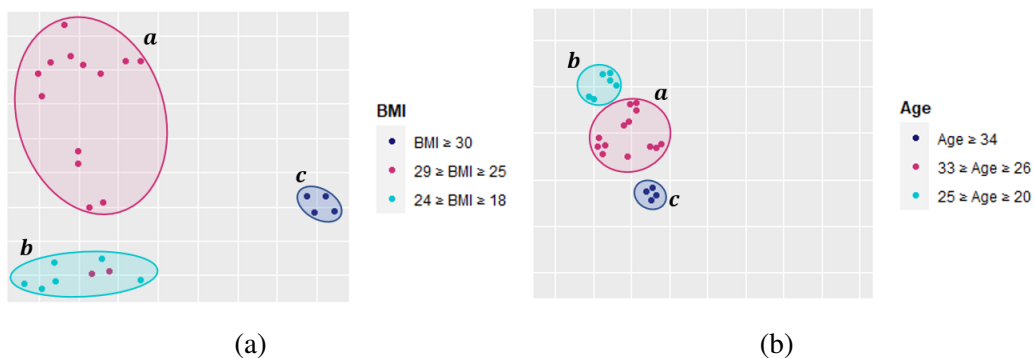 a
b
c
BMI
BMI ≥ 30
29 ≥ BMI ≥ 25
24 ≥ BMI ≥ 18
(a)
b
a
c
Age
Age ≥ 34
33 ≥ Age ≥ 26
25 ≥ Age ≥ 20
(b)